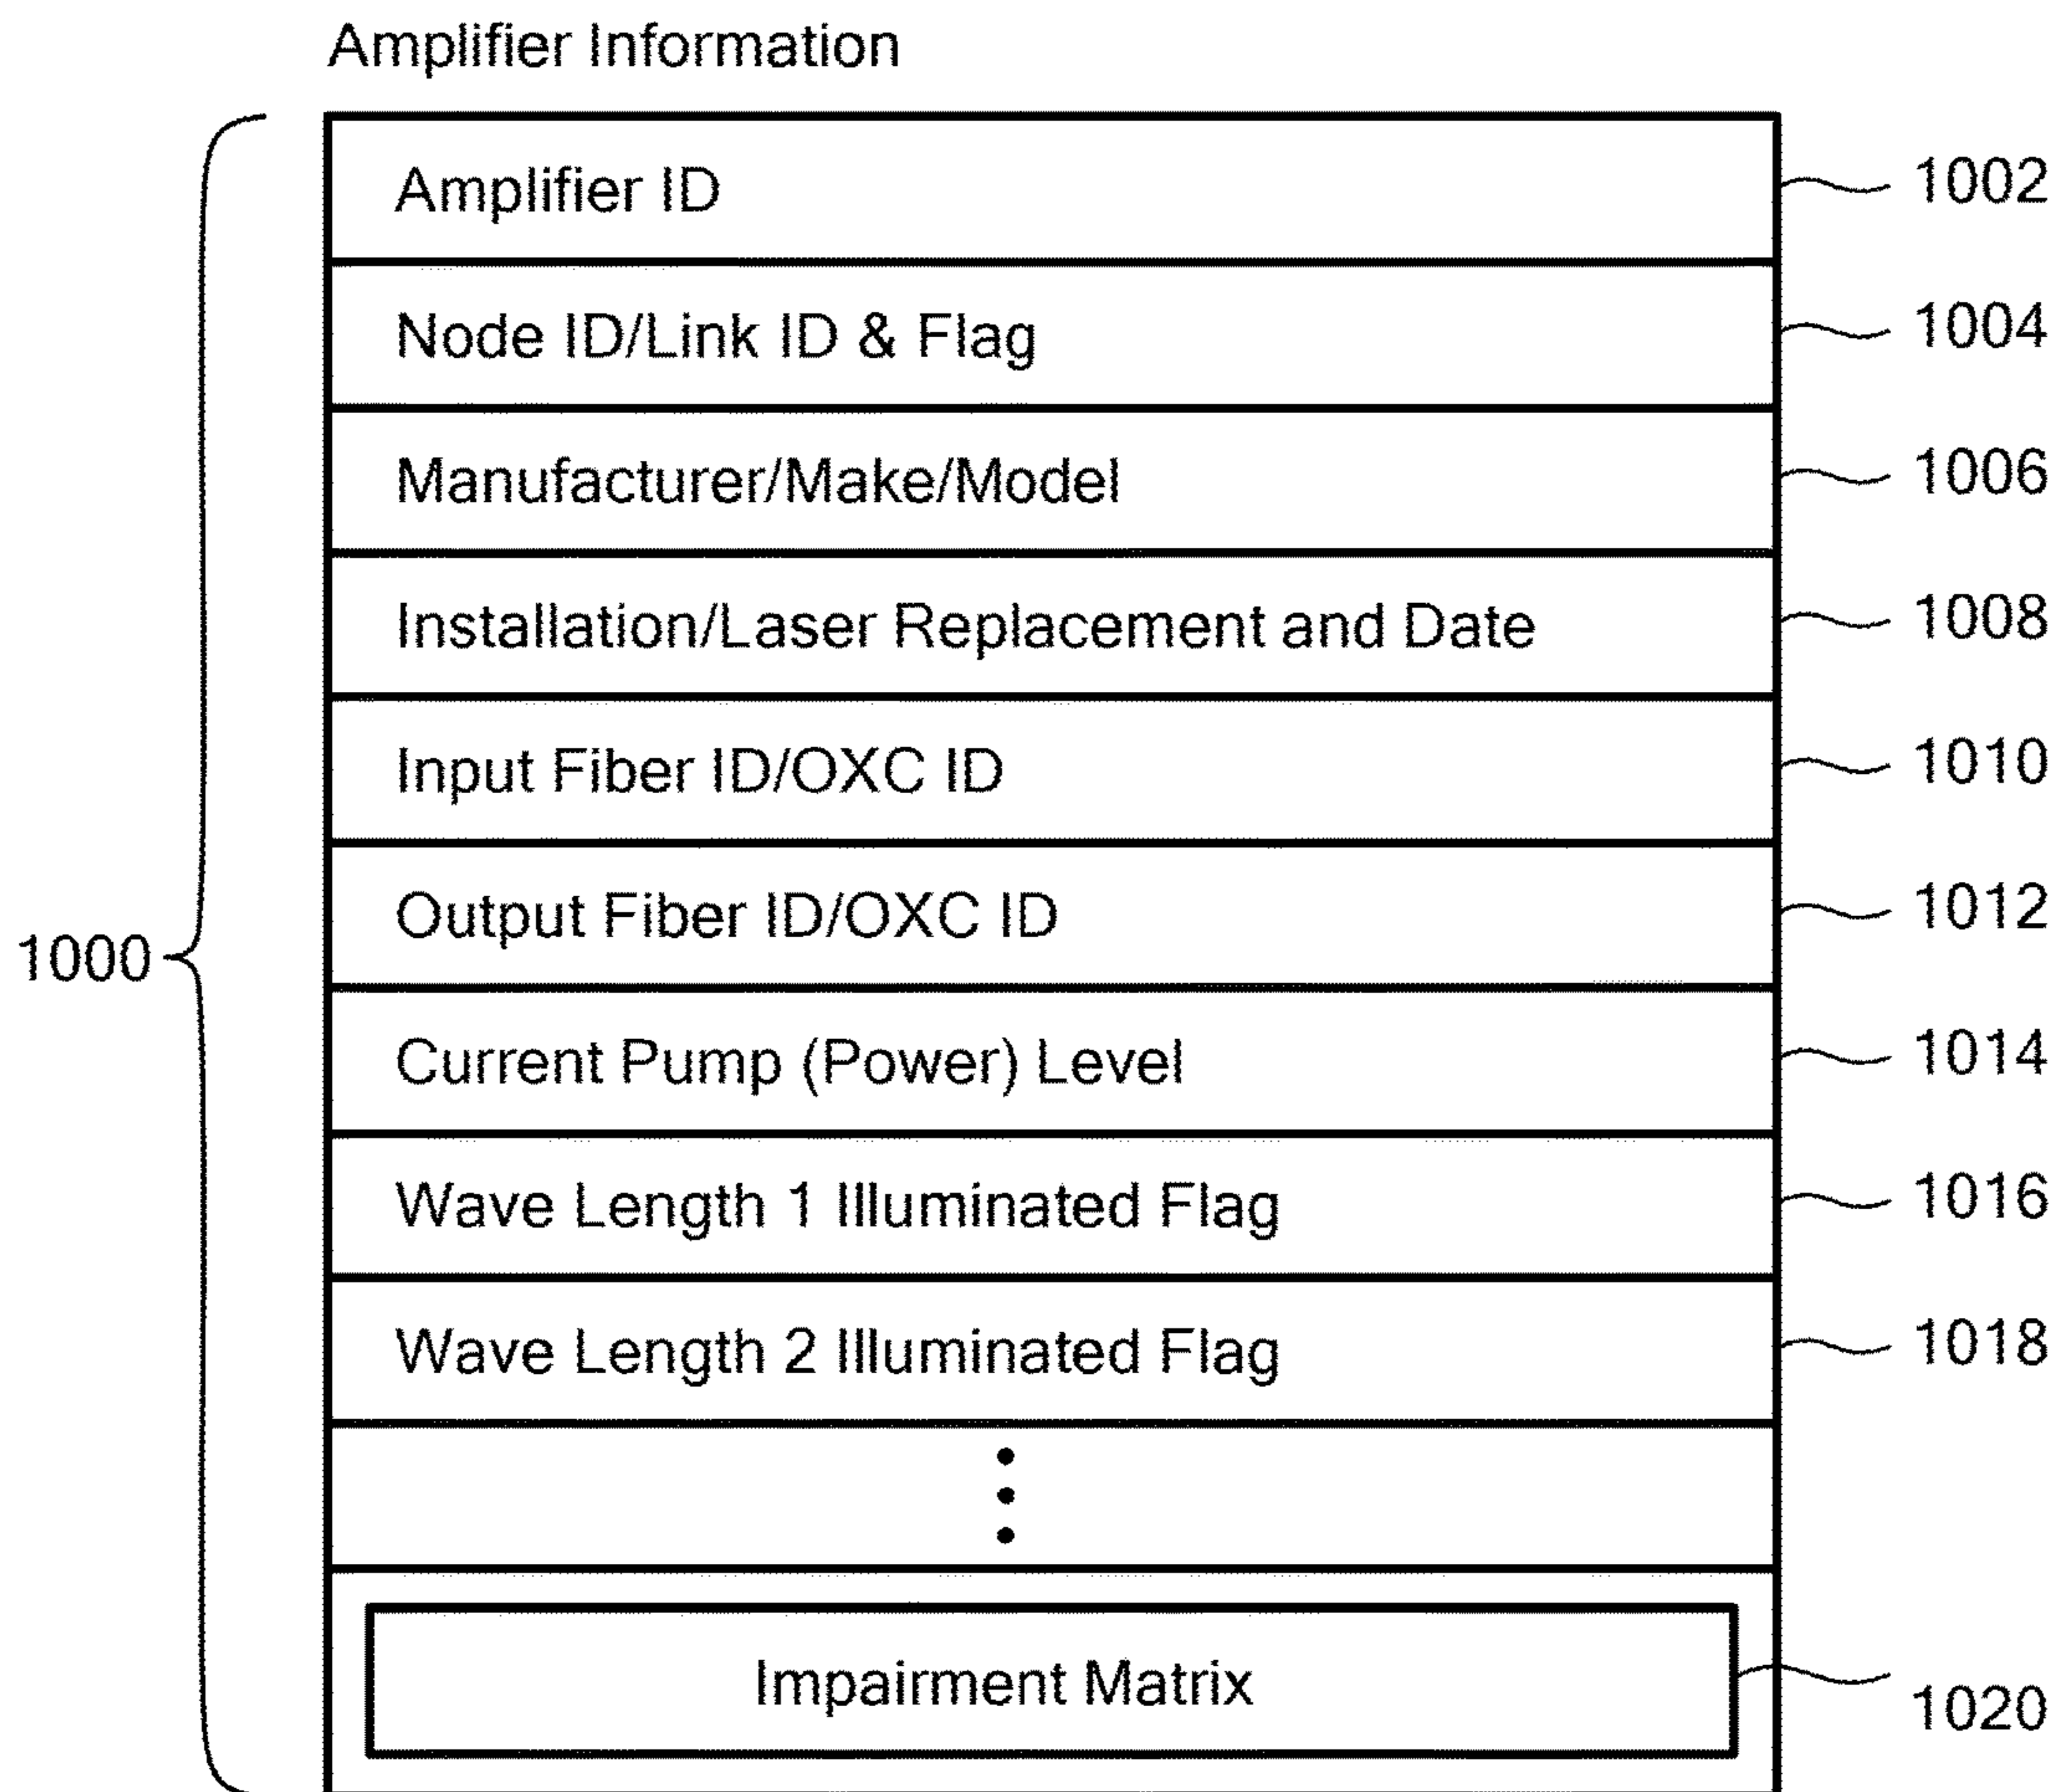 Amplifier Information
Amplifier ID 1002
Node ID/Link ID & Flag 1004
Manufacturer/Make/Model 1006
Installation/Laser Replacement and Date 1008
Input Fiber ID/OXC ID 1010
Output Fiber ID/OXC ID 1012
1000
Current Pump (Power) Level 1014
Wave Length 1 Illuminated Flag 1016
Wave Length 2 Illuminated Flag 1018
Impairment Matrix 1020